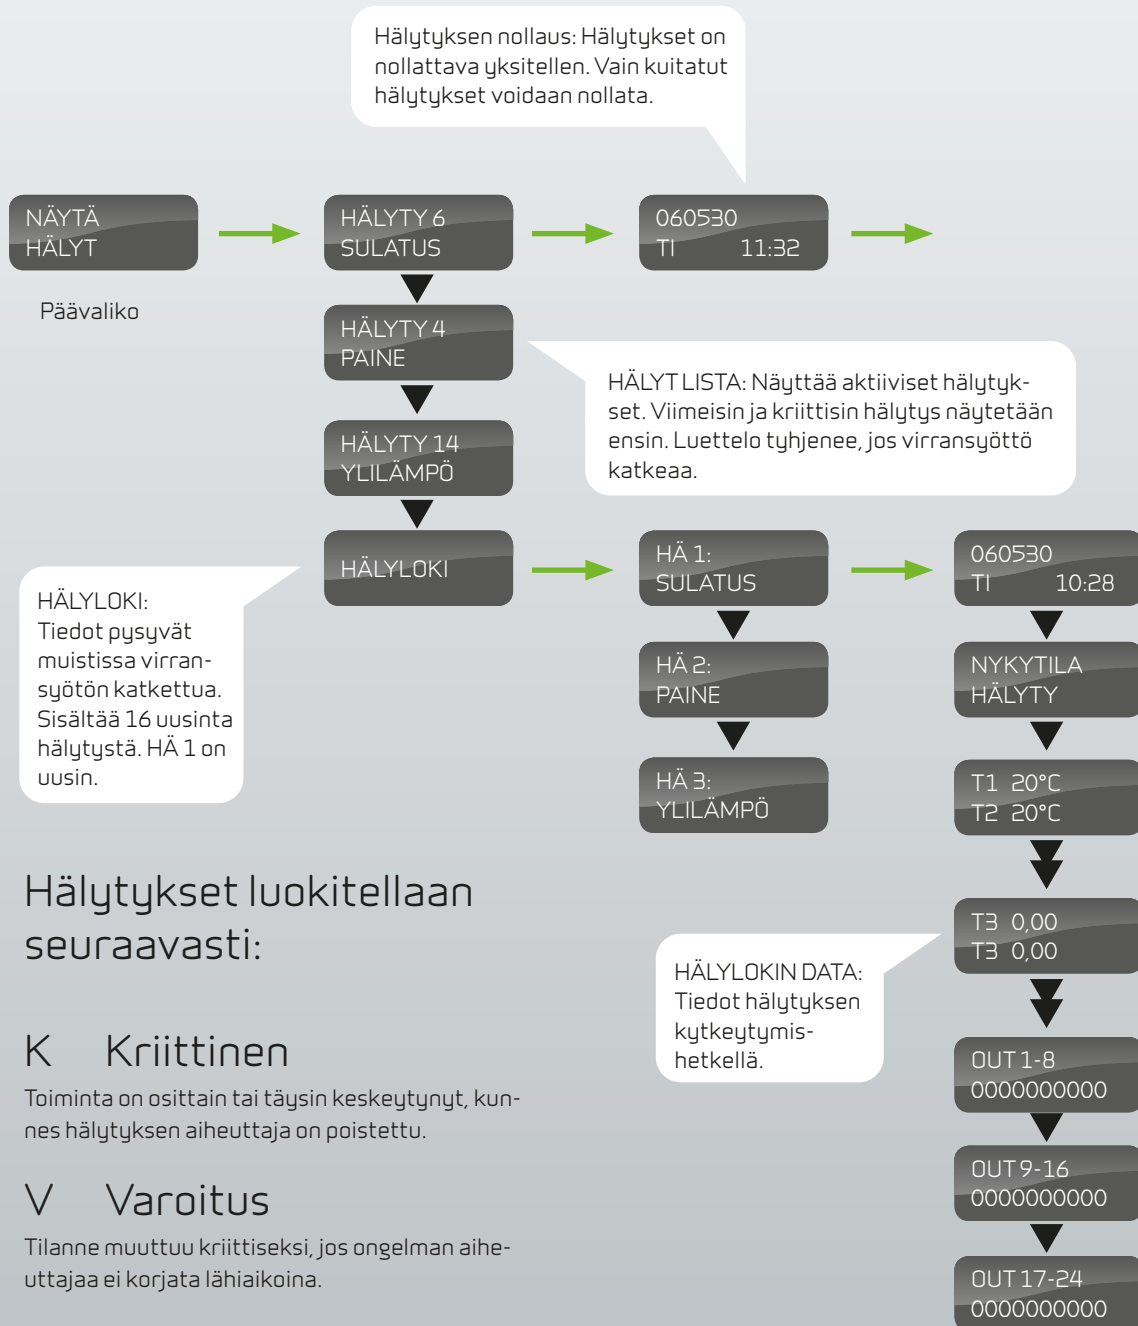 Hälytyksen nollaus: Hälytykset on
nollattava yksitellen. Vain kuitatut
hälytykset voidaan nollata.
NÄYTÄ
HÄLYT
Päävaliko
HÄLYTY 6
SULATUS
060530
TI 11:32
HÄLYTY 4
PAINE
HÄLYT LISTA: Näyttää aktiiviset hälytyk-
set. Viimeisin ja kriittisin hälytys näytetään
ensin. Luettelo tyhjenee, jos virransyöttö
katkeaa.
HÄLYTY 14
YLILÄMPÖ
HÄLYLOKI
HÄLYLOKI:
Tiedot pysyvät
muistissa virran-
syötön katkettua.
Sisältää 16 uusinta
hälytystä. HÄ 1 on
uusin.
HÄ 1:
SULATUS
HÄ 2:
PAINE
HÄ 3:
YLILÄMPÖ
060530
TI 10:28
NYKYTILA
HÄLYTY
T1 20°C
T2 20°C
T3 0,00
T3 0,00
HÄLYLOKIN DATA:
Tiedot hälytyksen
kytkeytymis-
hetkellä.
OUT 1-8
0000000000
OUT 9-16
0000000000
OUT 17-24
0000000000
Hälytykset luokitellaan
seuraavasti:
K Kriittinen
Toiminta on osittain tai täysin keskeytynyt, kun-
nes hälytyksen aiheuttaja on poistettu.
V Varoitus
Tilanne muuttuu kriittiseksi, jos ongelman aihe-
uttajaa ei korjata lähiaikoina.